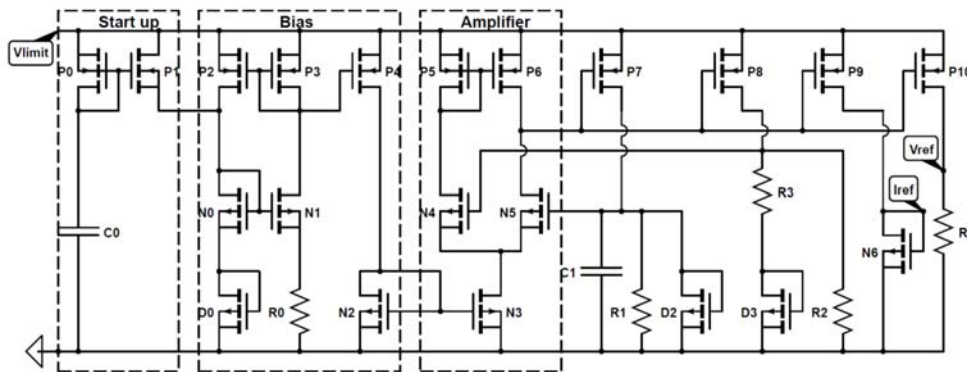 Start up
Bias
Amplifier
Vlimit
P0
P1
P2
P3
P4
P5
P6
P7
P8
P9
P10
Vref
Iref
R3
N0
N1
N4
N5
N6
R
C0
C1
D0
R0
N2
N3
R1
D2
D3
R2